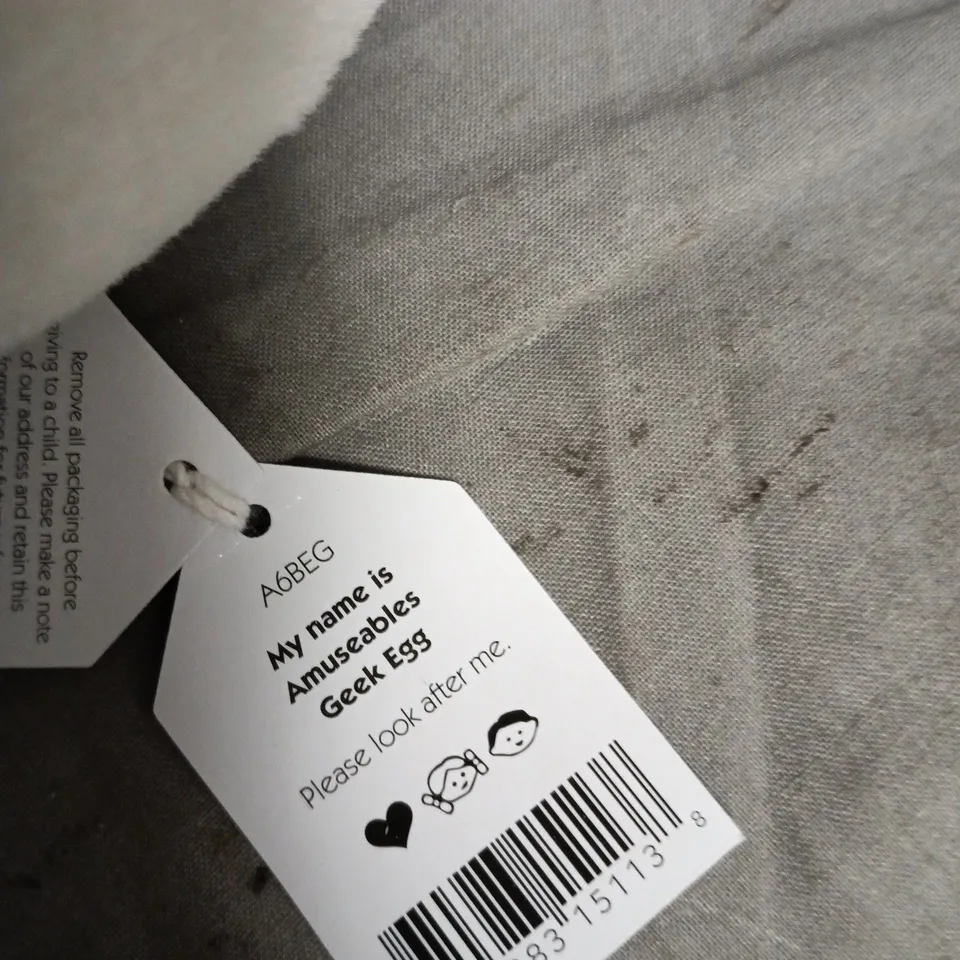 Remove all packaging before
giving to a child. Please make a note
of our address and retain this
A6BEG
My name is
Amuseables
Geek Egg
Please look after me.
83 15113 8